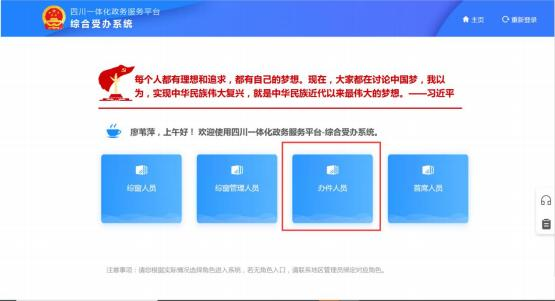 四川一体化政务服务平台
综合受办系统
主页
重新登录
每个人都有理想和追求，都有自己的梦想。现在，大家都在讨论中国梦，我以
为，实现中华民族伟大复兴，就是中华民族近代以来最伟大的梦想。——习近平
廖苇萍，上午好！ 欢迎使用四川一体化政务服务平台-综合受办系统。
综窗人员
综窗管理人员
办件人员
首席人员
注意事项：请您根据实际情况选择角色进入系统，若无角色入口，请联系地区管理员绑定对应角色。